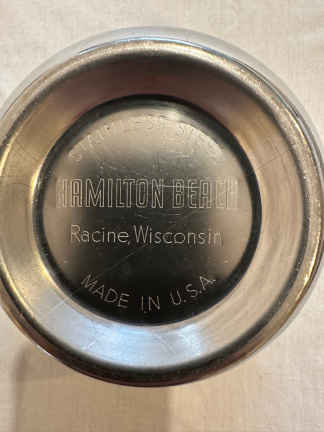 STAINLESS STEEL
HAMILTON BEACH
Racine, Wisconsin
MADE IN U.S.A.